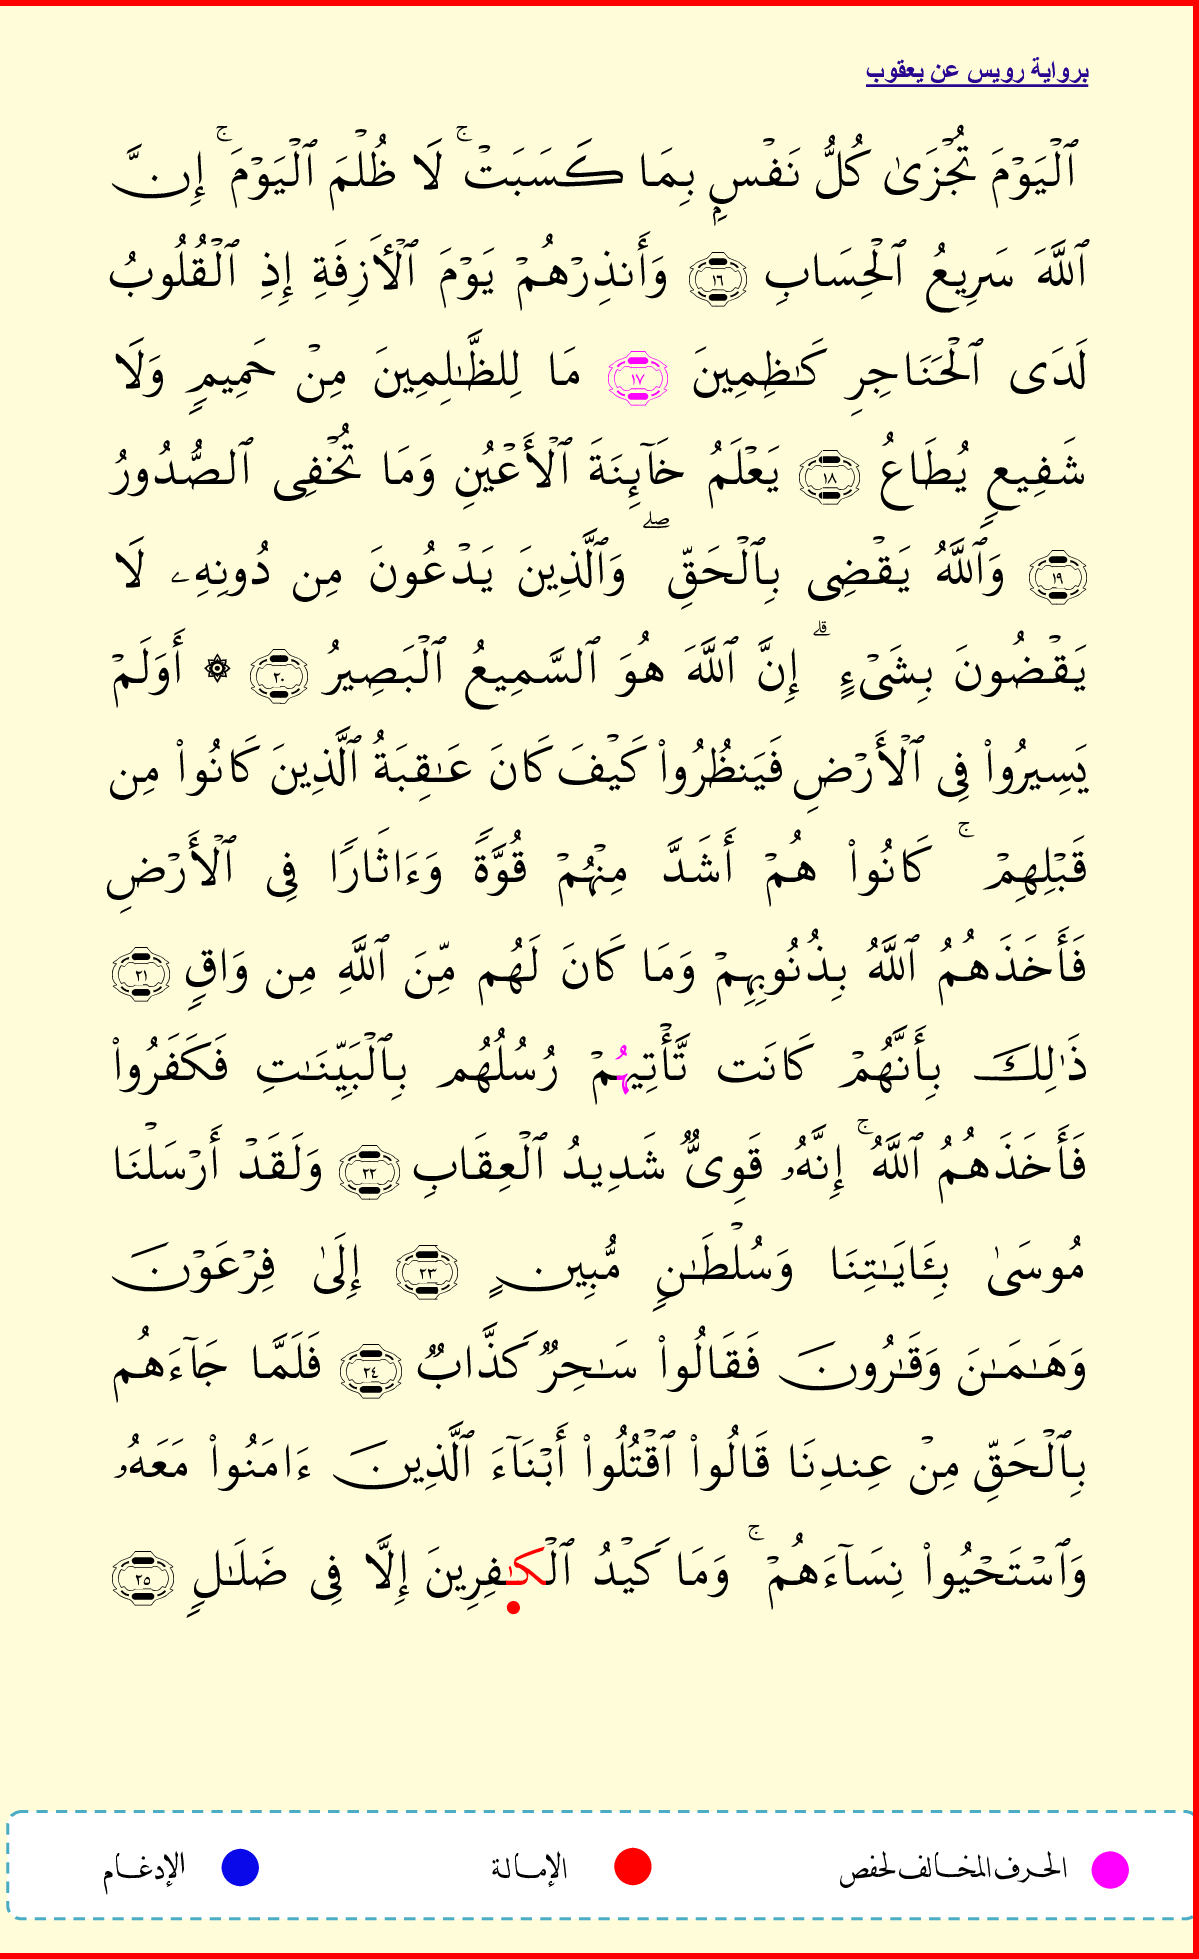 برواية رويس عن يعقوب
ٱلْيَوْمَ تُجْزَىٰ كُلُّ نَفْسٍۭ بِمَا كَسَبَتْ ۚ لَا ظُلْمَ ٱلْيَوْمَ ۚ إِنَّ
ٱللَّهَ سَرِيعُ ٱلْحِسَابِ ١٦ وَأَنذِرْهُمْ يَوْمَ ٱلْأَزِفَةِ إِذِ ٱلْقُلُوبُ
لَدَى ٱلْحَنَاجِرِ كَـٰظِمِينَ ١٧ مَا لِلظَّـٰلِمِينَ مِنْ حَمِيمٍ وَلَا
شَفِيعٍ يُطَاعُ ١٨ يَعْلَمُ خَآئِنَةَ ٱلْأَعْيُنِ وَمَا تُخْفِى ٱلصُّدُورُ
١٩ وَٱللَّهُ يَقْضِى بِٱلْحَقِّ ۖ وَٱلَّذِينَ يَدْعُونَ مِن دُونِهِۦ لَا
يَقْضُونَ بِشَىْءٍ ۗ إِنَّ ٱللَّهَ هُوَ ٱلسَّمِيعُ ٱلْبَصِيرُ ٢٠ ۞ أَوَلَمْ
يَسِيرُوا۟ فِى ٱلْأَرْضِ فَيَنظُرُوا۟ كَيْفَ كَانَ عَـٰقِبَةُ ٱلَّذِينَ كَانُوا۟ مِن
قَبْلِهِمْ ۚ كَانُوا۟ هُمْ أَشَدَّ مِنْهُمْ قُوَّةً وَءَاثَارًا فِى ٱلْأَرْضِ
فَأَخَذَهُمُ ٱللَّهُ بِذُنُوبِهِمْ وَمَا كَانَ لَهُم مِّنَ ٱللَّهِ مِن وَاقٍ ٢١
ذَٰلِكَ بِأَنَّهُمْ كَانَت تَّأْتِيهُمْ رُسُلُهُم بِٱلْبَيِّنَـٰتِ فَكَفَرُوا۟
فَأَخَذَهُمُ ٱللَّهُ ۚ إِنَّهُۥ قَوِىٌّ شَدِيدُ ٱلْعِقَابِ ٢٢ وَلَقَدْ أَرْسَلْنَا
مُوسَىٰ بِـَٔايَـٰتِنَا وَسُلْطَـٰنٍ مُّبِينٍ ٢٣ إِلَىٰ فِرْعَوْنَ
وَهَـٰمَـٰنَ وَقَـٰرُونَ فَقَالُوا۟ سَـٰحِرٌ كَذَّابٌ ٢٤ فَلَمَّا جَآءَهُم
بِٱلْحَقِّ مِنْ عِندِنَا قَالُوا۟ ٱقْتُلُوا۟ أَبْنَآءَ ٱلَّذِينَ ءَامَنُوا۟ مَعَهُۥ
وَٱسْتَحْيُوا۟ نِسَآءَهُمْ ۚ وَمَا كَيْدُ ٱلْكَـٰفِرِينَ إِلَّا فِى ضَلَـٰلٍ ٢٥
الحرف المخالف لحفص الإمالة الإدغام